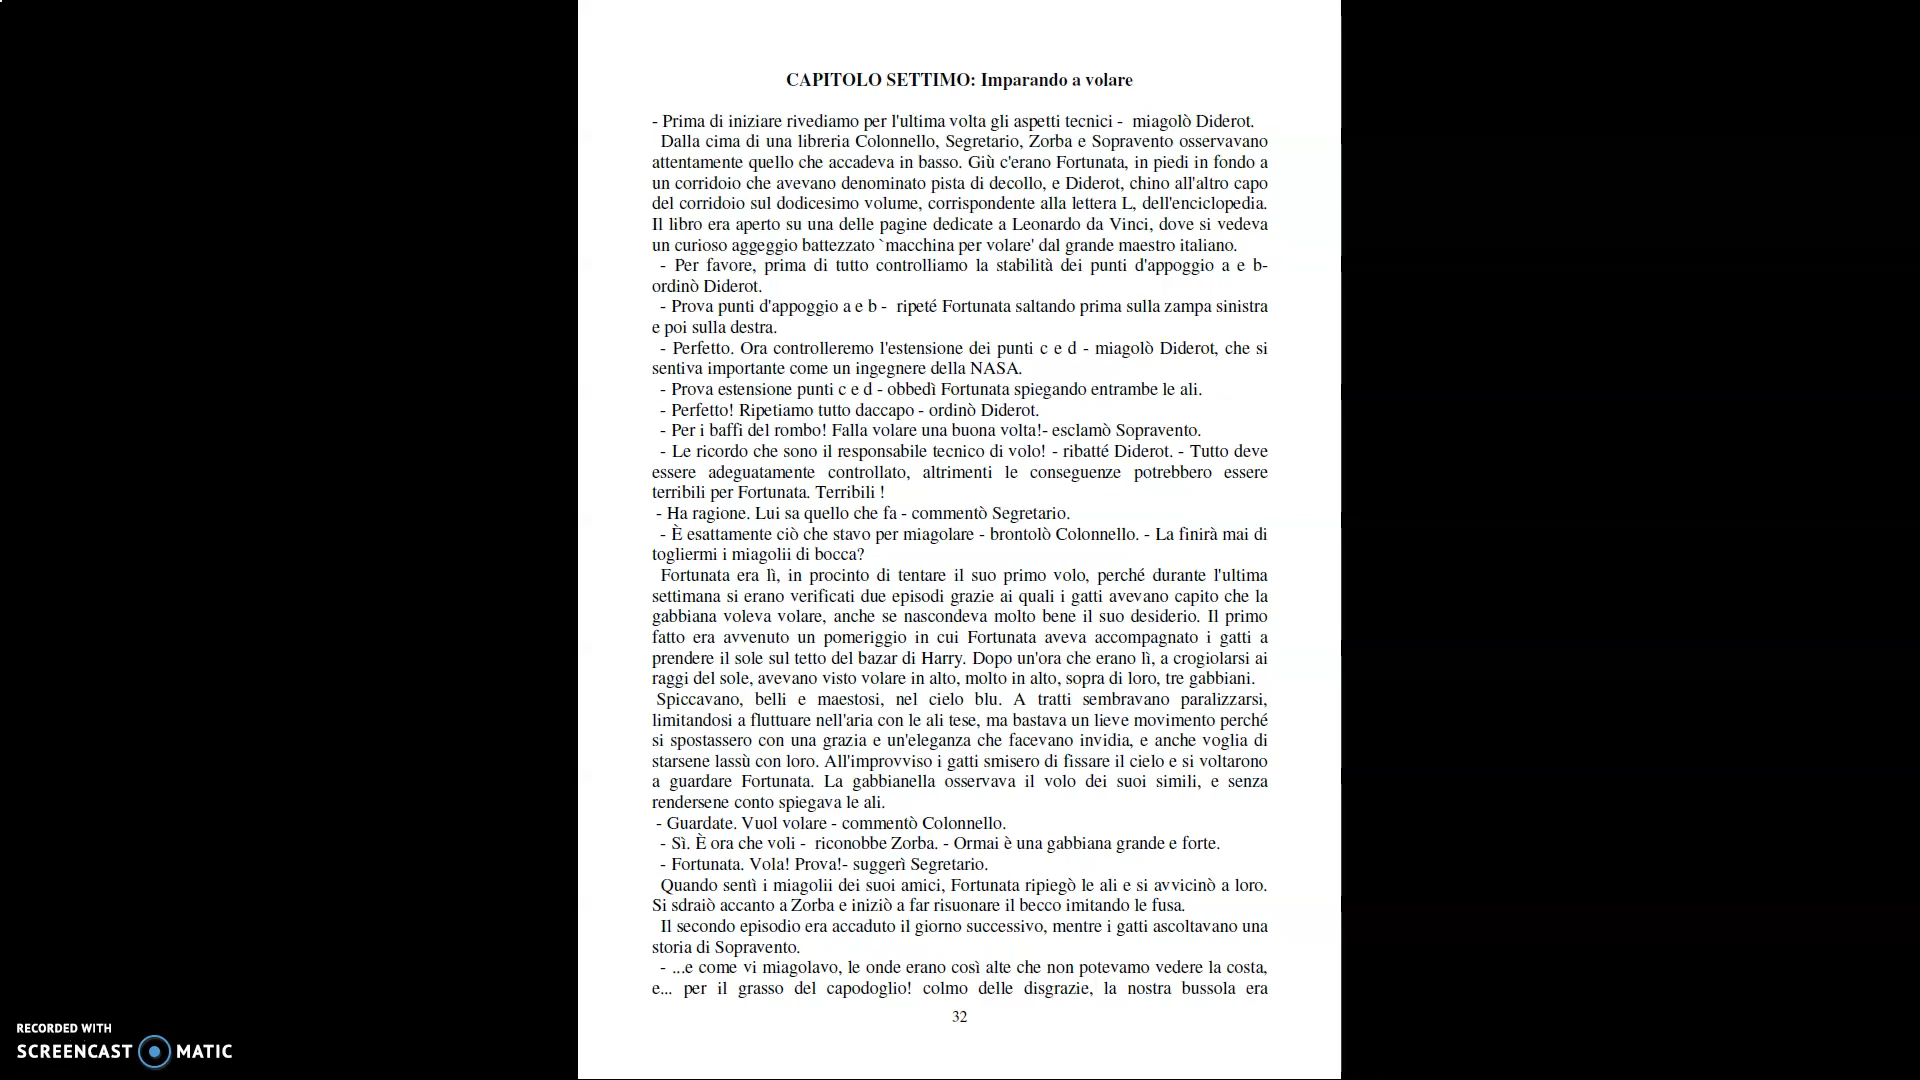 CAPITOLO SETTIMO: Imparando a volare
- Prima di iniziare rivediamo per l'ultima volta gli aspetti tecnici -  miagolò Diderot.
Dalla cima di una libreria Colonnello, Segretario, Zorba e Sopravento osservavano
attentamente quello che accadeva in basso. Giù c'erano Fortunata, in piedi in fondo a
un corridoio che avevano denominato pista di decollo, e Diderot, chino all'altro capo
del corridoio sul dodicesimo volume, corrispondente alla lettera L, dell'enciclopedia.
Il libro era aperto su una delle pagine dedicate a Leonardo da Vinci, dove si vedeva
un curioso aggeggio battezzato `macchina per volare' dal grande maestro italiano.
- Per favore, prima di tutto controlliamo la stabilità dei punti d'appoggio a e b-
ordinò Diderot.
- Prova punti d'appoggio a e b -  ripeté Fortunata saltando prima sulla zampa sinistra
e poi sulla destra.
- Perfetto. Ora controlleremo l'estensione dei punti c e d - miagolò Diderot, che si
sentiva importante come un ingegnere della NASA.
- Prova estensione punti c e d - obbedì Fortunata spiegando entrambe le ali.
- Perfetto! Ripetiamo tutto daccapo - ordinò Diderot.
- Per i baffi del rombo! Falla volare una buona volta!- esclamò Sopravento.
- Le ricordo che sono il responsabile tecnico di volo! - ribatté Diderot. - Tutto deve
essere adeguatamente controllato, altrimenti le conseguenze potrebbero essere
terribili per Fortunata. Terribili !
- Ha ragione. Lui sa quello che fa - commentò Segretario.
- È esattamente ciò che stavo per miagolare - brontolò Colonnello. - La finirà mai di
togliermi i miagolii di bocca?
Fortunata era lì, in procinto di tentare il suo primo volo, perché durante l'ultima
settimana si erano verificati due episodi grazie ai quali i gatti avevano capito che la
gabbiana voleva volare, anche se nascondeva molto bene il suo desiderio. Il primo
fatto era avvenuto un pomeriggio in cui Fortunata aveva accompagnato i gatti a
prendere il sole sul tetto del bazar di Harry. Dopo un'ora che erano lì, a crogiolarsi ai
raggi del sole, avevano visto volare in alto, molto in alto, sopra di loro, tre gabbiani.
Spiccavano, belli e maestosi, nel cielo blu. A tratti sembravano paralizzarsi,
limitandosi a fluttuare nell'aria con le ali tese, ma bastava un lieve movimento perché
si spostassero con una grazia e un'eleganza che facevano invidia, e anche voglia di
starsene lassù con loro. All'improvviso i gatti smisero di fissare il cielo e si voltarono
a guardare Fortunata. La gabbianella osservava il volo dei suoi simili, e senza
rendersene conto spiegava le ali.
- Guardate. Vuol volare - commentò Colonnello.
- Sì. È ora che voli -  riconobbe Zorba. - Ormai è una gabbiana grande e forte.
- Fortunata. Vola! Prova!- suggerì Segretario.
Quando sentì i miagolii dei suoi amici, Fortunata ripiegò le ali e si avvicinò a loro.
Si sdraiò accanto a Zorba e iniziò a far risuonare il becco imitando le fusa.
Il secondo episodio era accaduto il giorno successivo, mentre i gatti ascoltavano una
storia di Sopravento.
- ...e come vi miagolavo, le onde erano così alte che non potevamo vedere la costa,
e... per il grasso del capodoglio! colmo delle disgrazie, la nostra bussola era
32
RECORDED WITH
SCREENCAST MATIC